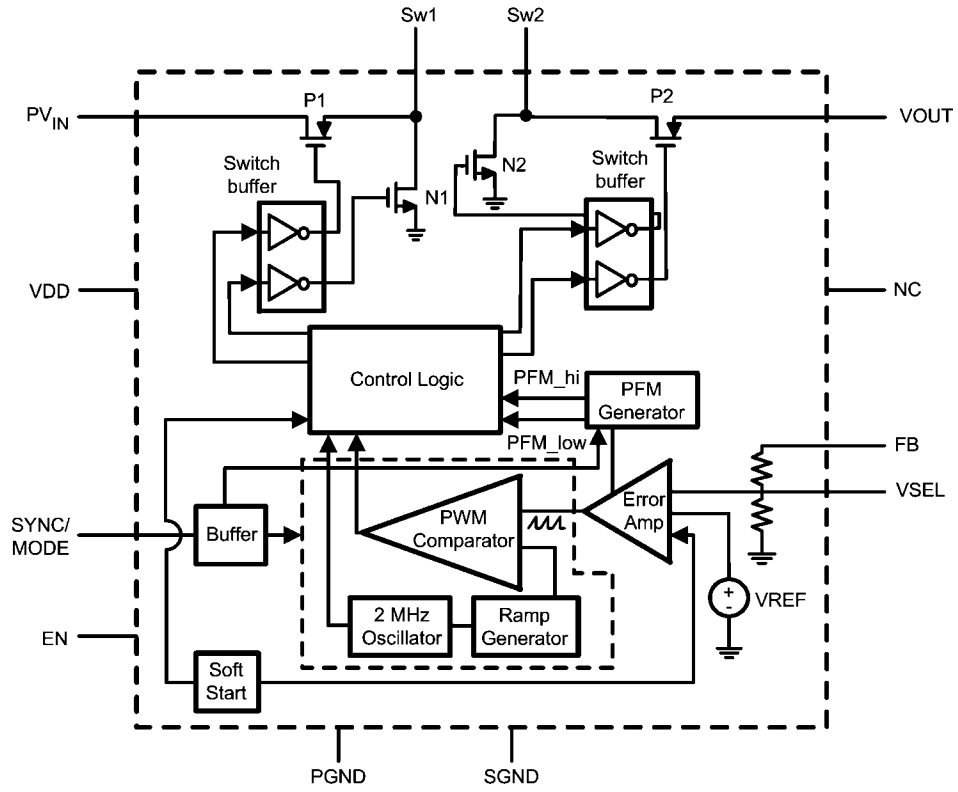 Sw1
Sw2
PVIN
P1
P2
VOUT
Switch
buffer
N1
N2
Switch
buffer
VDD
NC
Control Logic
PFM_hi
PFM
Generator
PFM_low
FB
VSEL
Error
Amp
SYNC/
MODE
Buffer
PWM
Comparator
+
-
VREF
2 MHz
Oscillator
Ramp
Generator
EN
Soft
Start
PGND
SGND